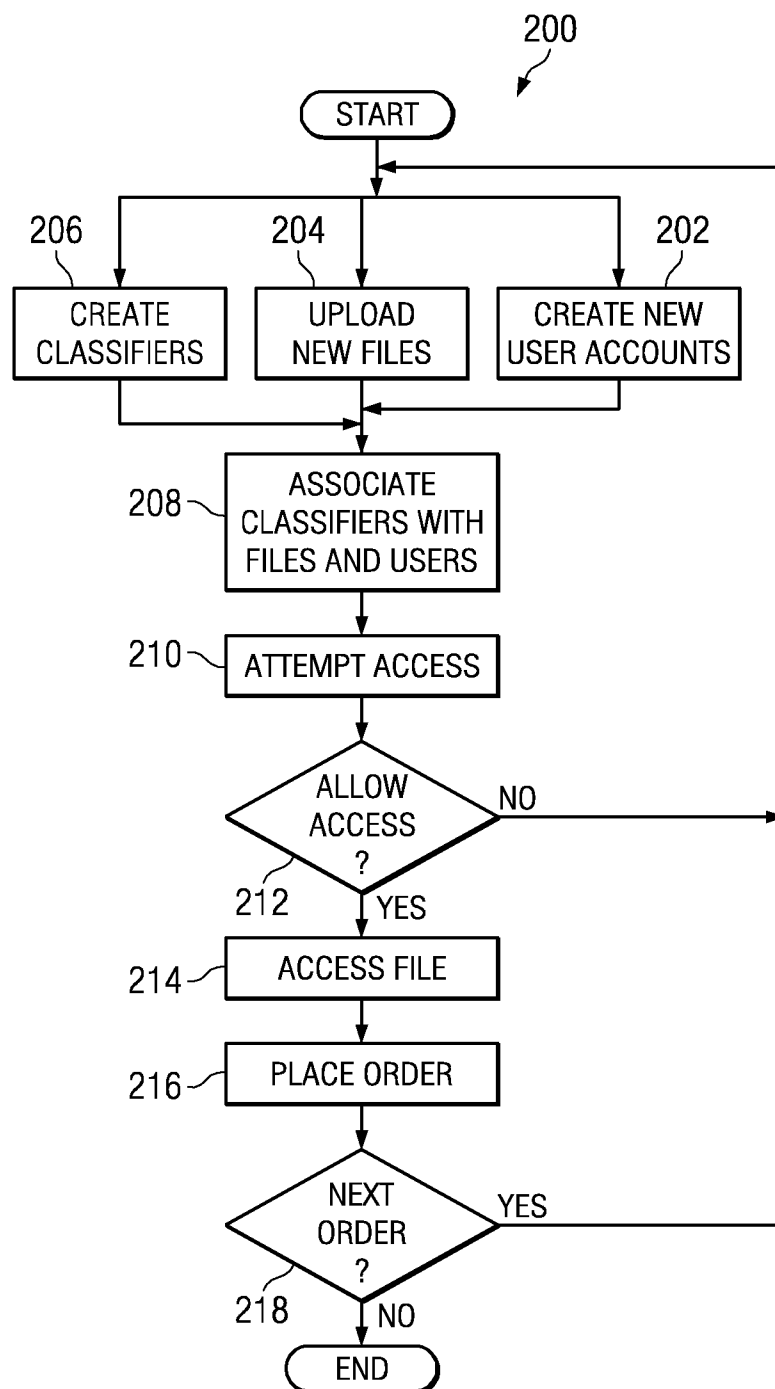 200
START
206
204
202
CREATE
CLASSIFIERS
UPLOAD
NEW FILES
CREATE NEW
USER ACCOUNTS
208
ASSOCIATE
CLASSIFIERS WITH
FILES AND USERS
210
ATTEMPT ACCESS
ALLOW
ACCESS
?
NO
212
YES
214
ACCESS FILE
216
PLACE ORDER
NEXT
ORDER
?
YES
218
NO
END